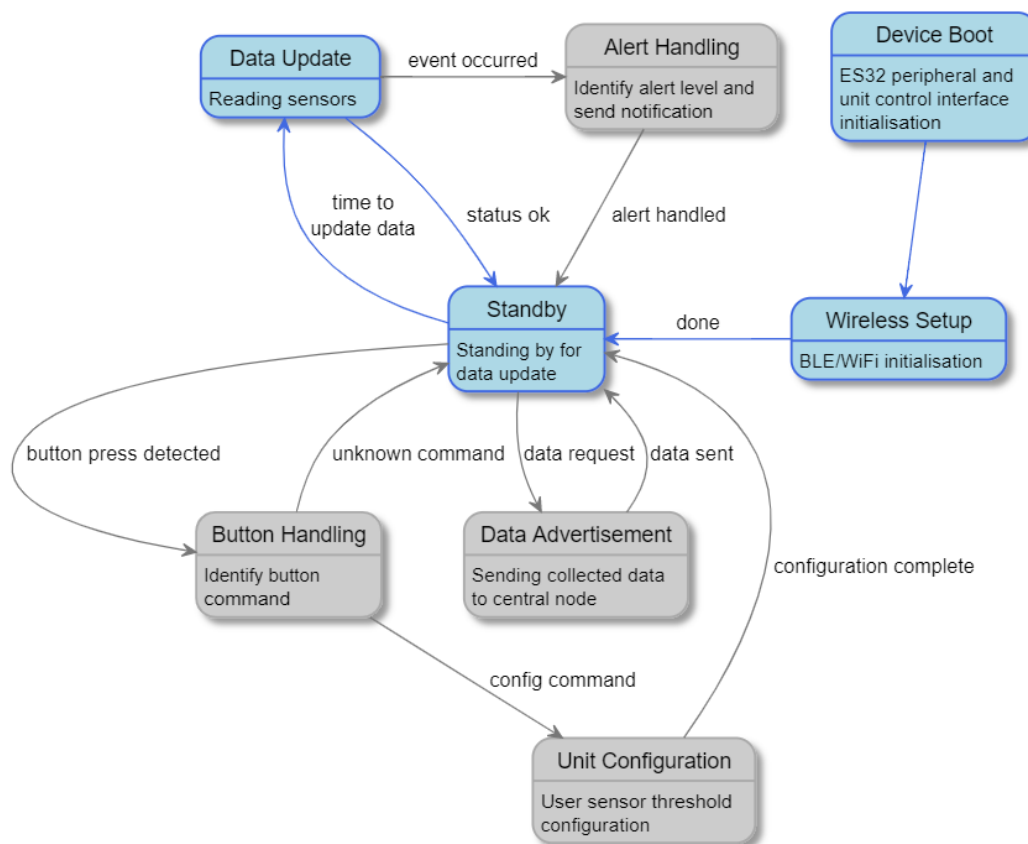 Data Update
Reading sensors
event occurred
Alert Handling
Identify alert level and
send notification
Device Boot
ES32 peripheral and
unit control interface
initialisation
time to
update data
status ok
alert handled
Standby
Standing by for
data update
done
Wireless Setup
BLE/WiFi initialisation
button press detected
unknown command
data request
data sent
Button Handling
Identify button
command
Data Advertisement
Sending collected data
to central node
configuration complete
config command
Unit Configuration
User sensor threshold
configuration